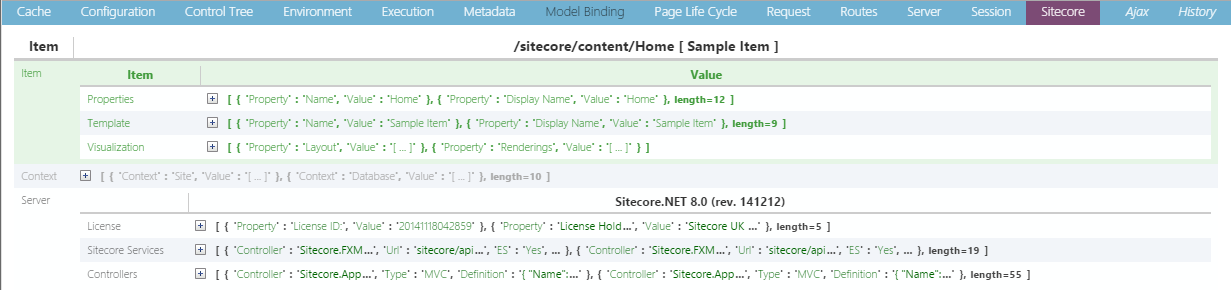 Cache Configuration Control Tree Environment Execution Metadata Model Binding Page Life Cycle Request Routes Server Session Sitecore Ajax History
Item /sitecore/content/Home [ Sample Item ]
Item Item Value
Properties [ { "Property" : "Name", "Value" : "Home" }, { "Property" : "Display Name", "Value" : "Home" }, length=12 ]
Template [ { "Property" : "Name", "Value" : "Sample Item" }, { "Property" : "Display Name", "Value" : "Sample Item" }, length=9 ]
Visualization [ { "Property" : "Layout", "Value" : "[ ... ]" }, { "Property" : "Renderings", "Value" : "[ ... ]" } ]
Context [ { "Context" : "Site", "Value" : "[ ... ]" }, { "Context" : "Database", "Value" : "[ ... ]" }, length=10 ]
Server Sitecore.NET 8.0 (rev. 141212)
License [ { "Property" : "License ID:", "Value" : "20141118042859" }, { "Property" : "License Hold...", "Value" : "Sitecore UK ..." }, length=5 ]
Sitecore Services [ { "Controller" : "Sitecore.FXM...", "Url" : "sitecore/api...", "ES" : "Yes", ... }, { "Controller" : "Sitecore.FXM...", "Url" : "sitecore/api...", "ES" : "Yes", ... }, length=19 ]
Controllers [ { "Controller" : "Sitecore.App...", "Type" : "MVC", "Definition" : "{ "Name":..." }, { "Controller" : "Sitecore.App...", "Type" : "MVC", "Definition" : "{ "Name":..." }, length=55 ]